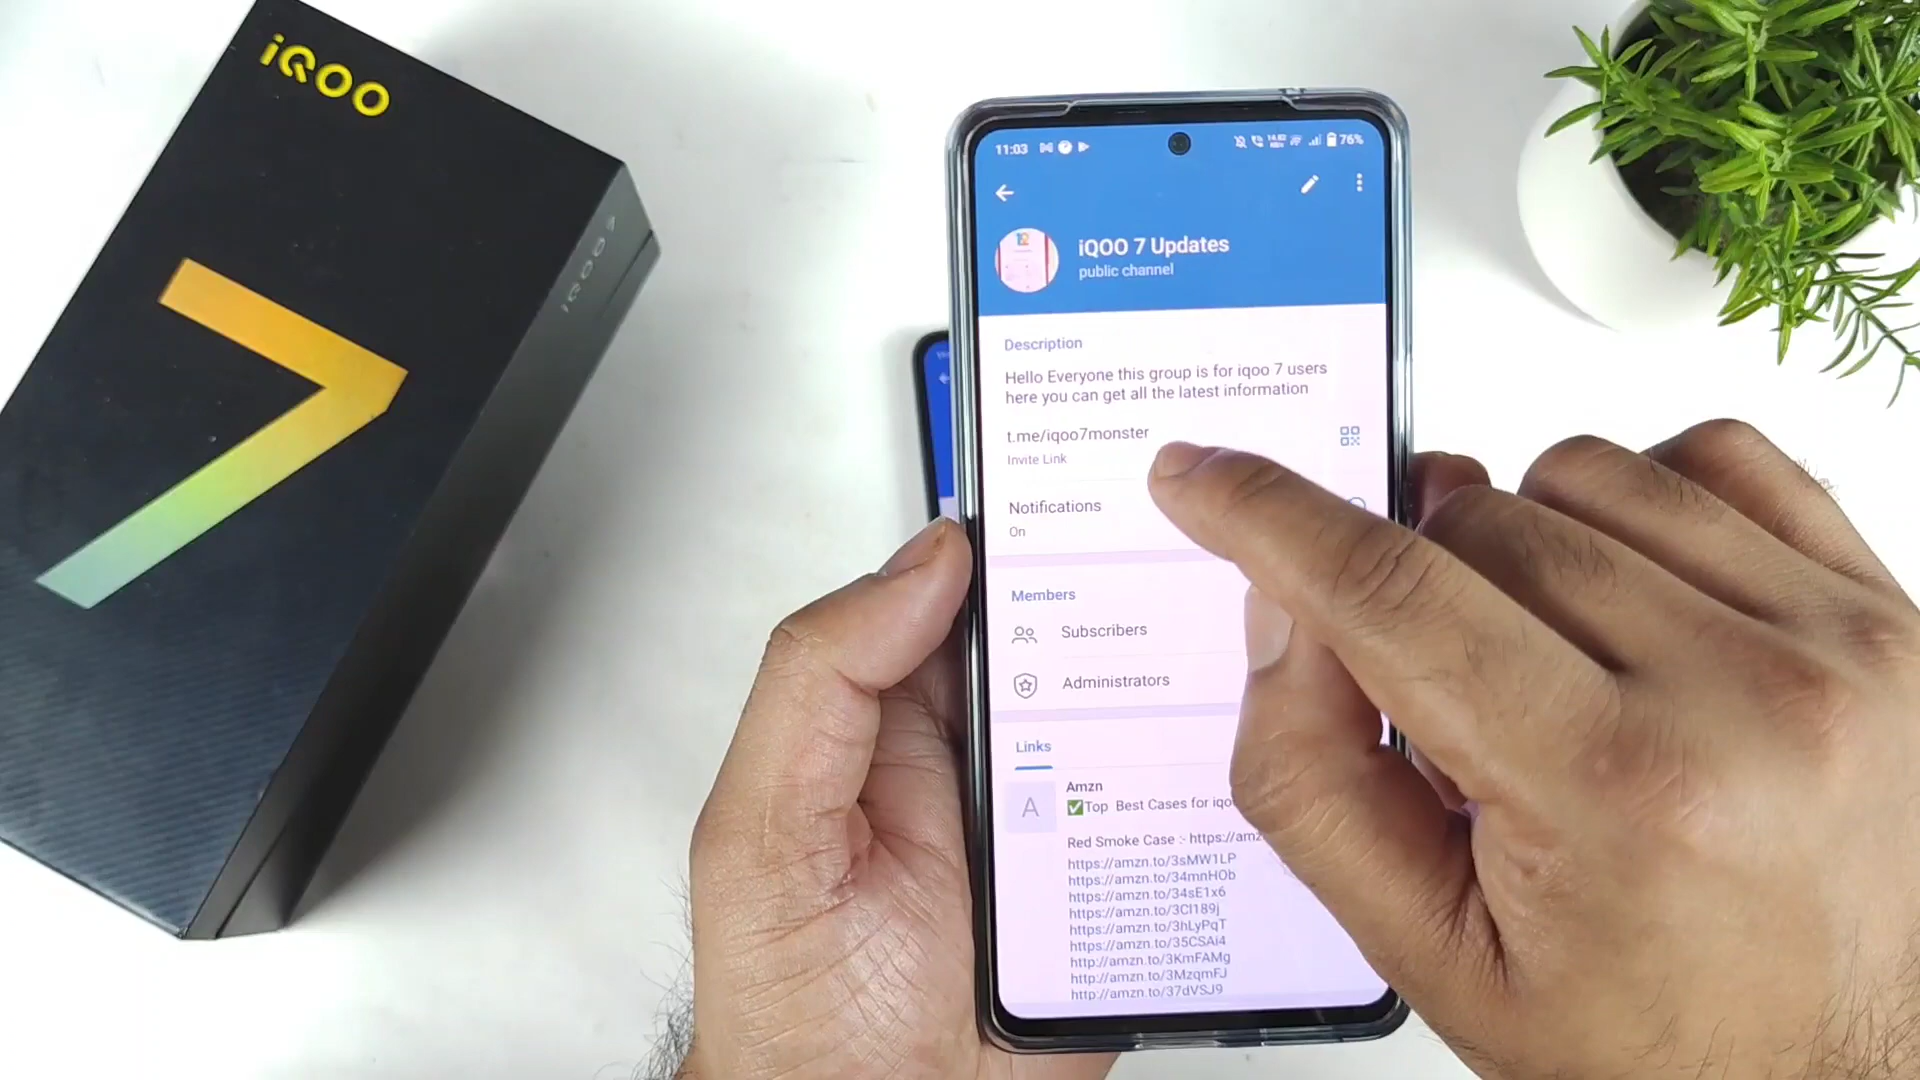 iQOO
7
iQOO 7
11:03
76%
iQOO 7 Updates
public channel
Description
Hello Everyone this group is for iqoo 7 users
here you can get all the latest information
t.me/iqoo7monster
Invite Link
Notifications
On
Members
Subscribers
Administrators
Links
A
Amzn
✅Top Best Cases for iqo
Red Smoke Case :- https://amz
https://amzn.to/3sMW1LP
https://amzn.to/34mnHOb
https://amzn.to/34sE1x6
https://amzn.to/3Cl189j
https://amzn.to/3hLyPqT
https://amzn.to/35CSAi4
http://amzn.to/3KmFAMg
http://amzn.to/3MzqmFJ
http://amzn.to/37dVSJ9